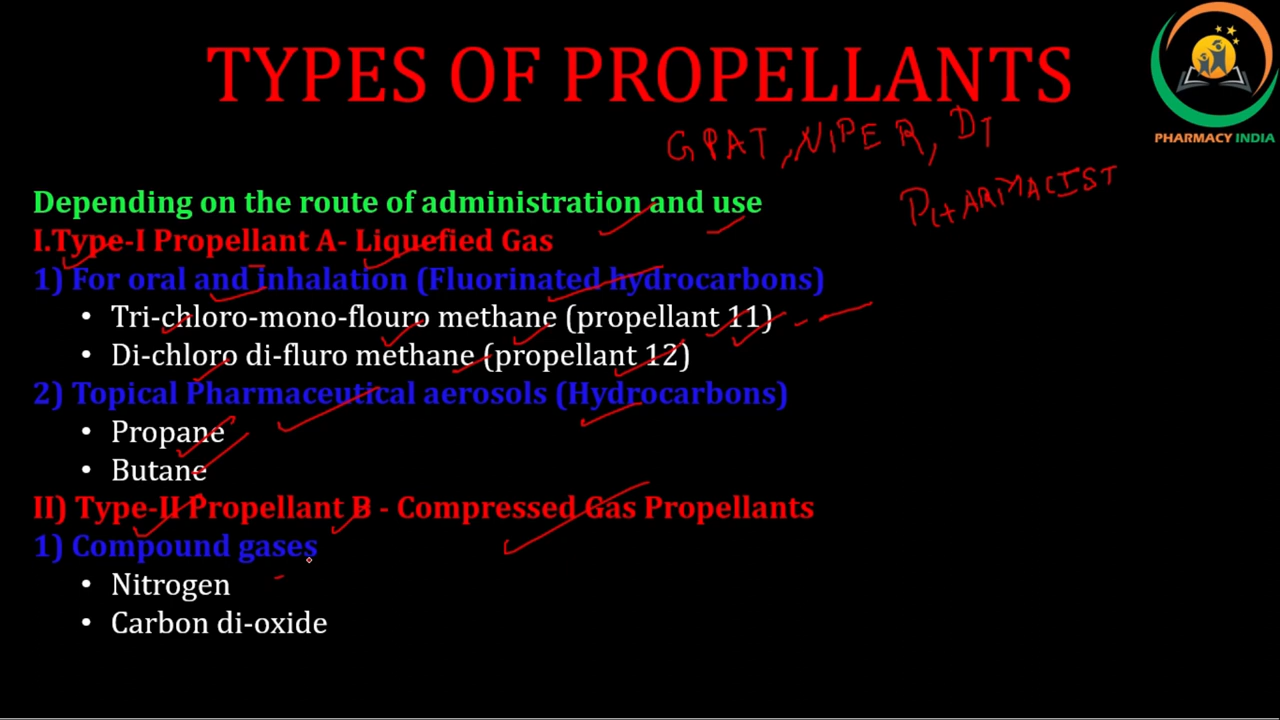 TYPES OF PROPELLANTS
PHARMACY INDIA
GPAT, NIPER, DI
PHARMACIST
Depending on the route of administration and use
I.Type-I Propellant A- Liquefied Gas
1) For oral and inhalation (Fluorinated hydrocarbons)
• Tri-chloro-mono-flouro methane (propellant 11)
• Di-chloro di-fluro methane (propellant 12)
2) Topical Pharmaceutical aerosols (Hydrocarbons)
• Propane
• Butane
II) Type-II Propellant B - Compressed Gas Propellants
1) Compound gases
• Nitrogen
• Carbon di-oxide